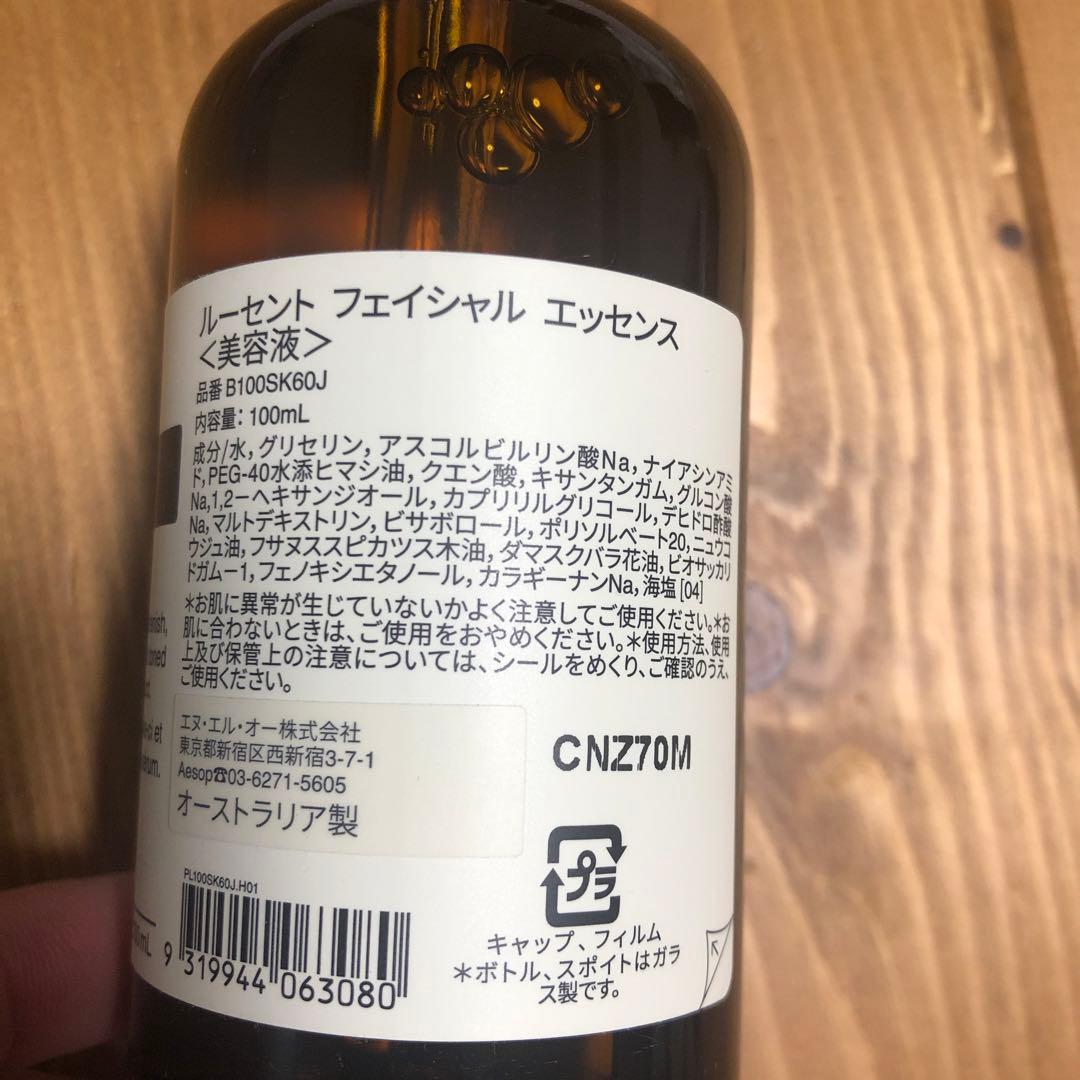 ルーセント フェイシャル エッセンス
＜美容液＞
品番 B100SK60J
内容量： 100mL
成分/水, グリセリン, アスコルビルリン酸Na, ナイアシンアミ
ド, PEG-40水添ヒマシ油, クエン酸, キサンタンガム, グルコン酸
Na, 1,2－ヘキサンジオール, カプリリルグリコール, デヒドロ酢酸
Na, マルトデキストリン, ビサボロール, ポリソルベート20, ニュウコ
ウジュ油, フサヌススピカツス木油, ダマスクバラ花油, ビオサッカリ
ドガムー1, フェノキシエタノール, カラギーナンNa, 海塩 [04]
＊お肌に異常が生じていないかよく注意してご使用ください。＊お
肌に合わないときは、ご使用をおやめください。＊使用方法、使用
上及び保管上の注意については、シールをめくり、ご確認のうえ、
ご使用ください。
エヌ・エル・オー株式会社
東京都新宿区西新宿3-7-1
Aesop☎03-6271-5605
オーストラリア製
CNZ70M
PL100SK60J.H01
9 319944 063080
プラ
キャップ、フィルム
＊ボトル、スポイトはガラ
ス製です。
oned
et
mL